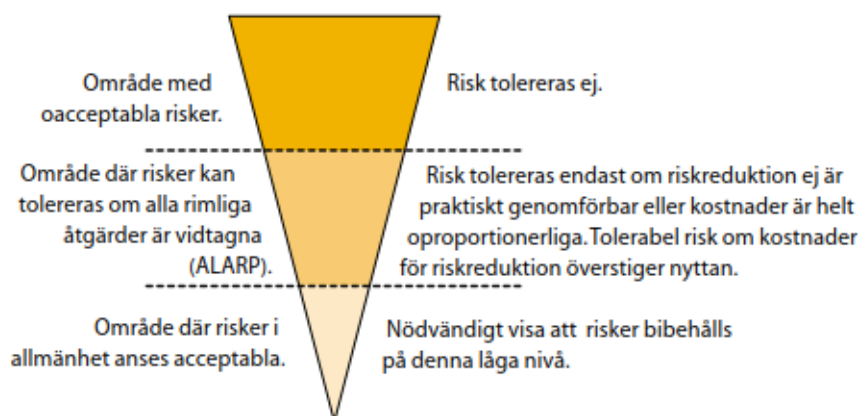 Område med
oacceptabla risker.
Risk tolereras ej.
Område där risker kan
tolereras om alla rimliga
åtgärder är vidtagna
(ALARP).
Risk tolereras endast om riskreduktion ej är
praktiskt genomförbar eller kostnader är helt
oproportionerliga. Tolerabel risk om kostnader
för riskreduktion överstiger nyttan.
Område där risker i
allmänhet anses acceptabla.
Nödvändigt visa att risker bibehålls
på denna låga nivå.